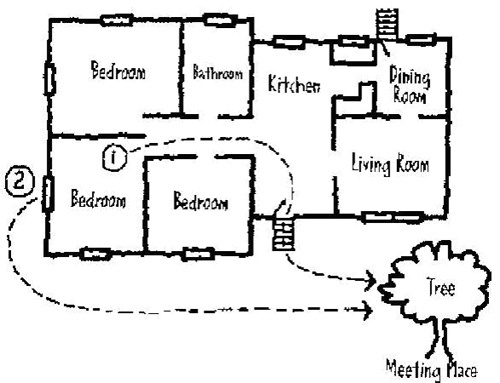 Bedroom
Bathroom
Kitchen
Dining
Room
1
2
Bedroom
Bedroom
Living Room
Tree
Meeting Place